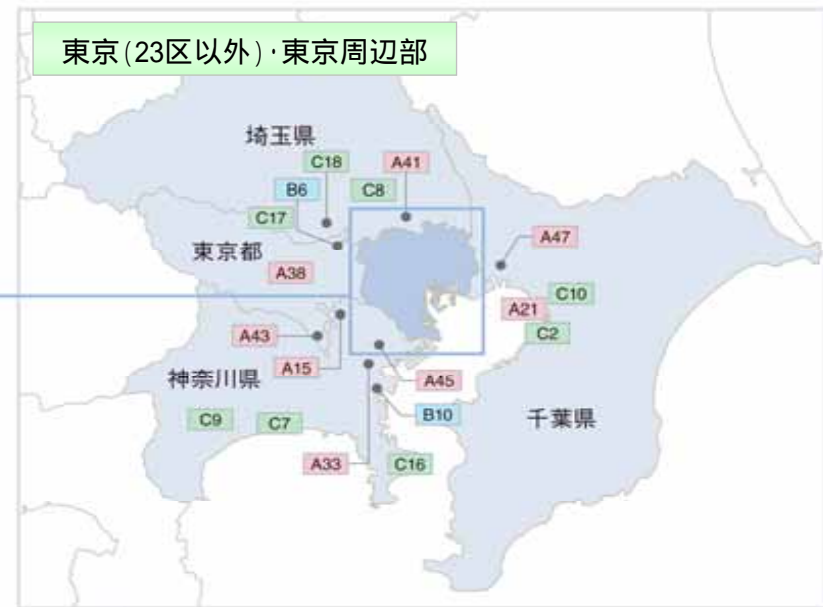 東京(23区以外)・東京周辺部
埼玉県
C18
A41
B6
C8
C17
東京都
A47
A38
C10
A21
C2
A43
A15
神奈川県
A45
B10
千葉県
C9
C7
A33
C16